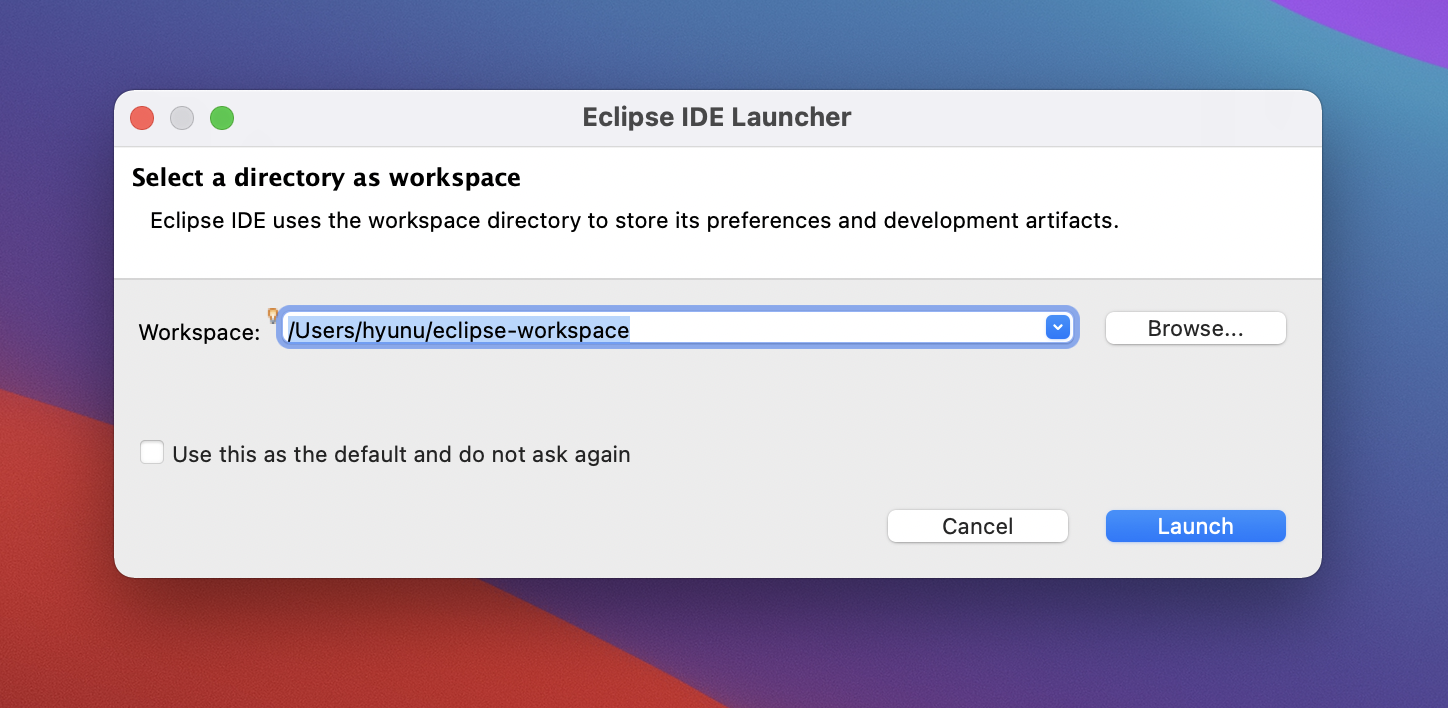 Eclipse IDE Launcher
Select a directory as workspace
Eclipse IDE uses the workspace directory to store its preferences and development artifacts.
Workspace: /Users/hyunu/eclipse-workspace Browse...
Use this as the default and do not ask again
Cancel Launch